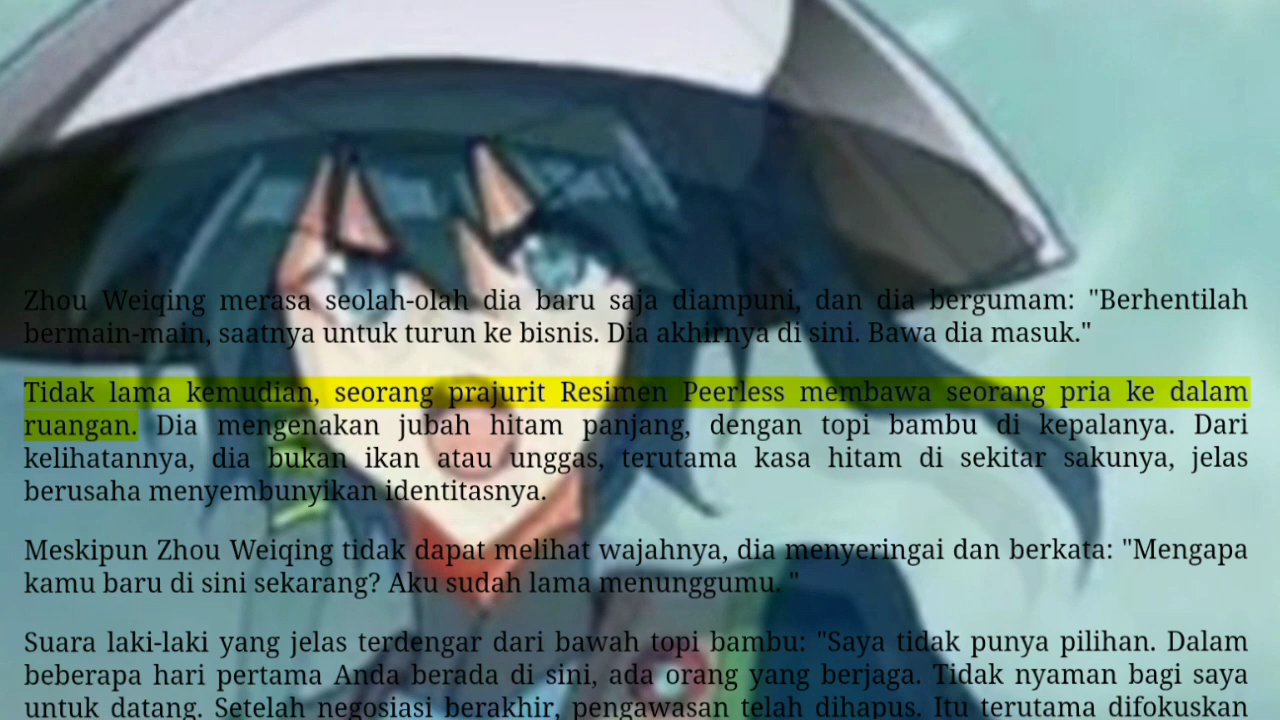 Zhou Weiqing merasa seolah-olah dia baru saja diampuni, dan dia bergumam: "Berhentilah
bermain-main, saatnya untuk turun ke bisnis. Dia akhirnya di sini. Bawa dia masuk."
Tidak lama kemudian, seorang prajurit Resimen Peerless membawa seorang pria ke dalam
ruangan. Dia mengenakan jubah hitam panjang, dengan topi bambu di kepalanya. Dari
kelihatannya, dia bukan ikan atau unggas, terutama kasa hitam di sekitar sakunya, jelas
berusaha menyembunyikan identitasnya.
Meskipun Zhou Weiqing tidak dapat melihat wajahnya, dia menyeringai dan berkata: "Mengapa
kamu baru di sini sekarang? Aku sudah lama menunggumu. "
Suara laki-laki yang jelas terdengar dari bawah topi bambu: "Saya tidak punya pilihan. Dalam
beberapa hari pertama Anda berada di sini, ada orang yang berjaga. Tidak nyaman bagi saya
untuk datang. Setelah negosiasi berakhir, pengawasan telah dihapus. Itu terutama difokuskan